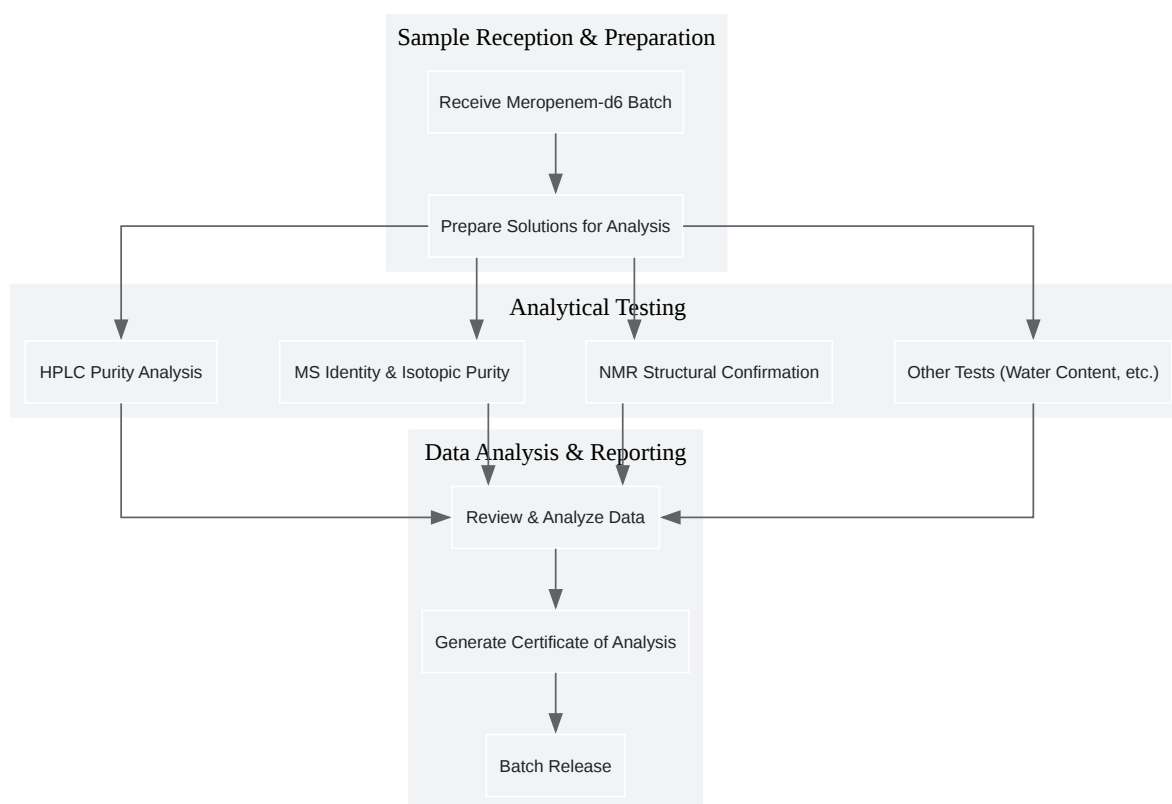 Sample Reception & Preparation
Receive Meropenem-d6 Batch
Prepare Solutions for Analysis
Analytical Testing
HPLC Purity Analysis
MS Identity & Isotopic Purity
NMR Structural Confirmation
Other Tests (Water Content, etc.)
Data Analysis & Reporting
Review & Analyze Data
Generate Certificate of Analysis
Batch Release